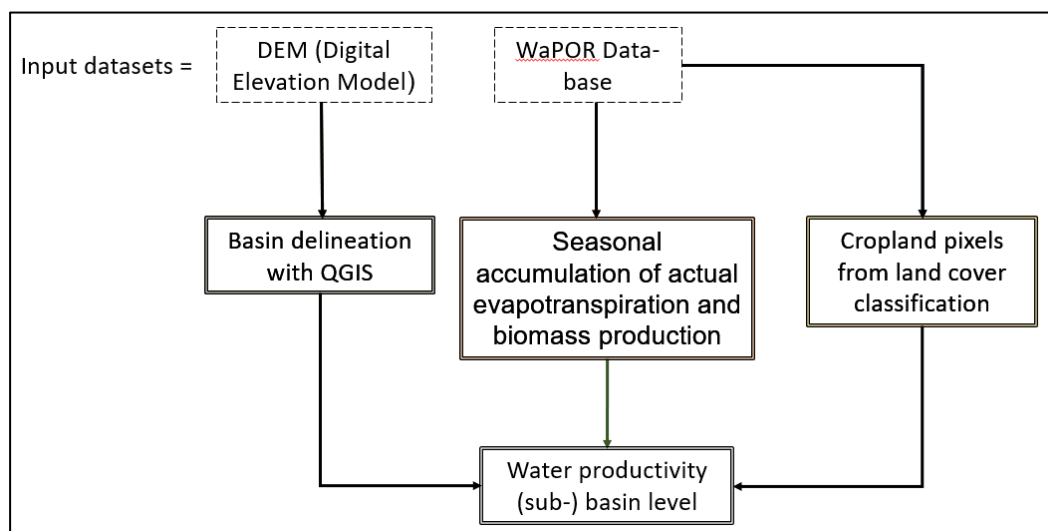 Input datasets =
DEM (Digital
Elevation Model)
WaPOR Data-
base
Basin delineation
with QGIS
Seasonal
accumulation of actual
evapotranspiration and
biomass production
Cropland pixels
from land cover
classification
Water productivity
(sub-) basin level